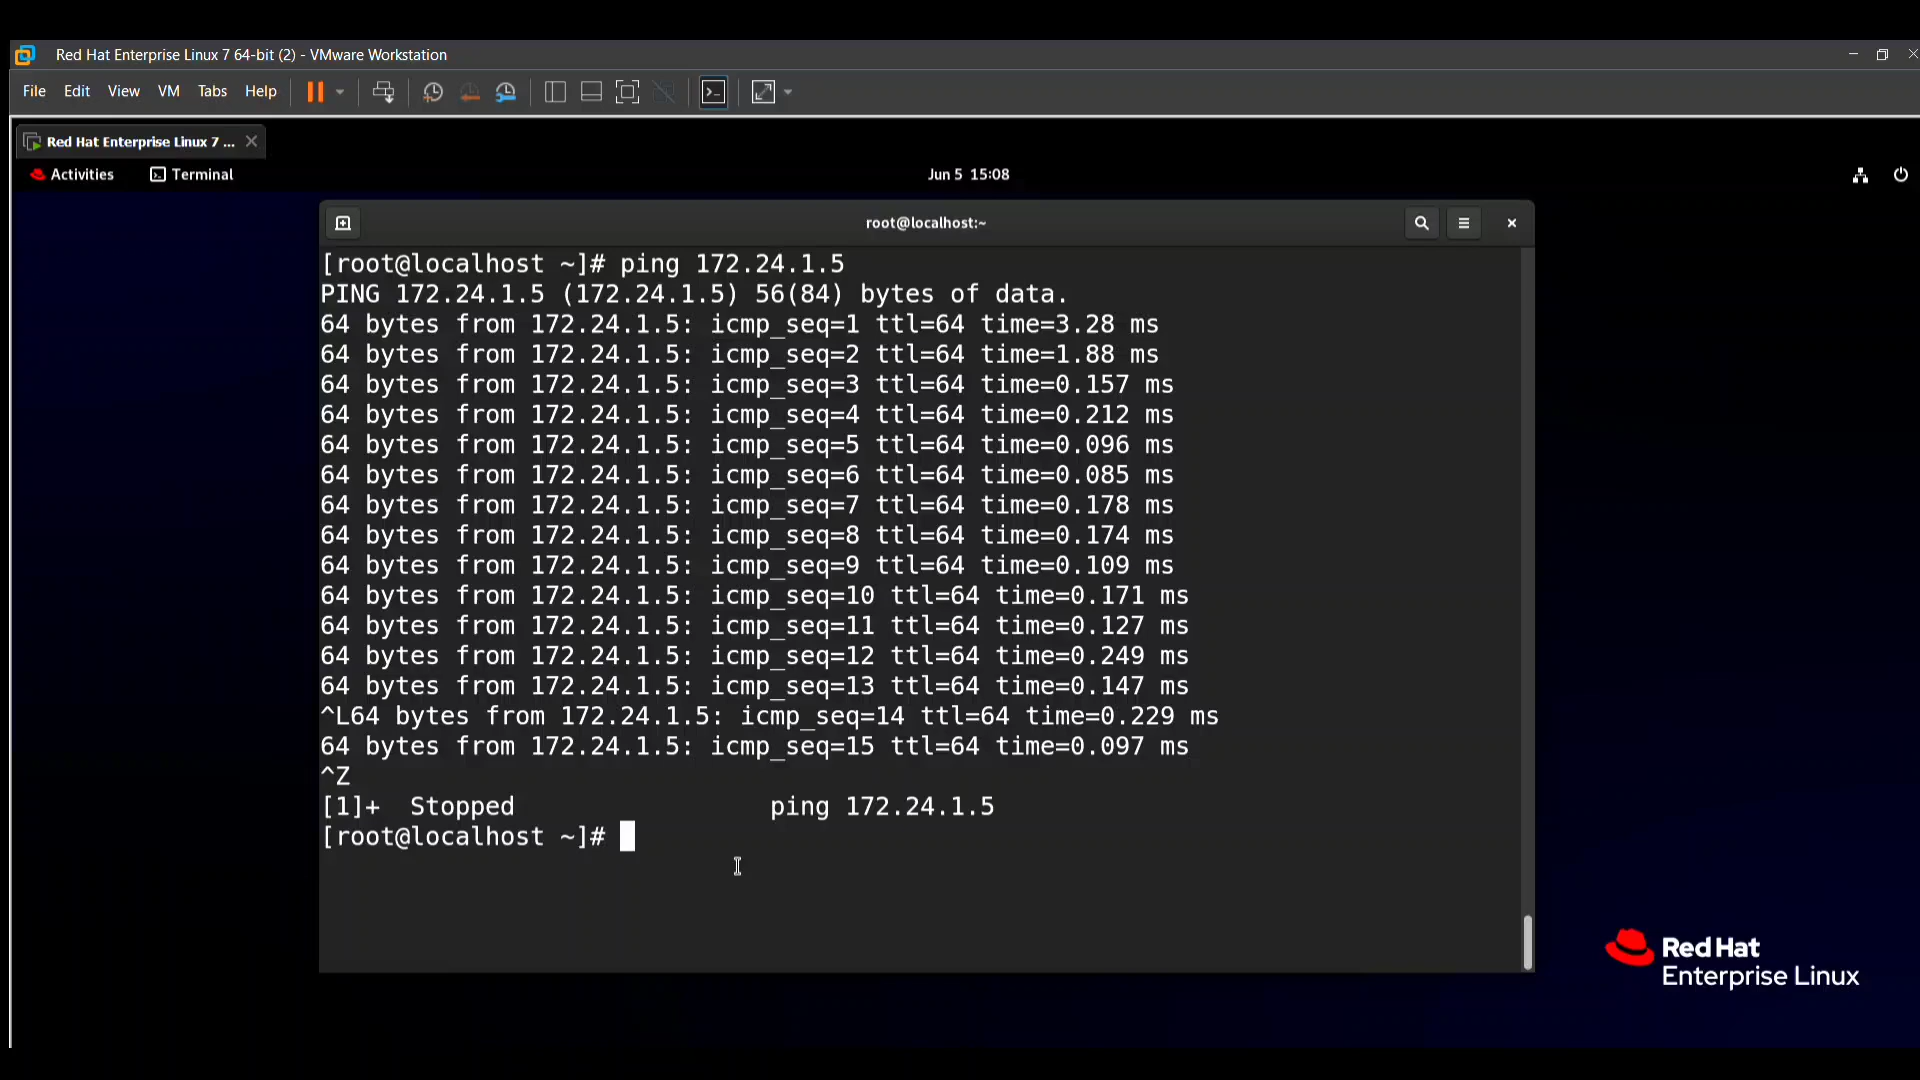 Red Hat Enterprise Linux 7 64-bit (2) - VMware Workstation
File Edit View VM Tabs Help
Red Hat Enterprise Linux 7 ...
Activities Terminal Jun 5 15:08
root@localhost:~
[root@localhost ~]# ping 172.24.1.5
PING 172.24.1.5 (172.24.1.5) 56(84) bytes of data.
64 bytes from 172.24.1.5: icmp_seq=1 ttl=64 time=3.28 ms
64 bytes from 172.24.1.5: icmp_seq=2 ttl=64 time=1.88 ms
64 bytes from 172.24.1.5: icmp_seq=3 ttl=64 time=0.157 ms
64 bytes from 172.24.1.5: icmp_seq=4 ttl=64 time=0.212 ms
64 bytes from 172.24.1.5: icmp_seq=5 ttl=64 time=0.096 ms
64 bytes from 172.24.1.5: icmp_seq=6 ttl=64 time=0.085 ms
64 bytes from 172.24.1.5: icmp_seq=7 ttl=64 time=0.178 ms
64 bytes from 172.24.1.5: icmp_seq=8 ttl=64 time=0.174 ms
64 bytes from 172.24.1.5: icmp_seq=9 ttl=64 time=0.109 ms
64 bytes from 172.24.1.5: icmp_seq=10 ttl=64 time=0.171 ms
64 bytes from 172.24.1.5: icmp_seq=11 ttl=64 time=0.127 ms
64 bytes from 172.24.1.5: icmp_seq=12 ttl=64 time=0.249 ms
64 bytes from 172.24.1.5: icmp_seq=13 ttl=64 time=0.147 ms
^L64 bytes from 172.24.1.5: icmp_seq=14 ttl=64 time=0.229 ms
64 bytes from 172.24.1.5: icmp_seq=15 ttl=64 time=0.097 ms
^Z
[1]+  Stopped                 ping 172.24.1.5
[root@localhost ~]#
Red Hat
Enterprise Linux